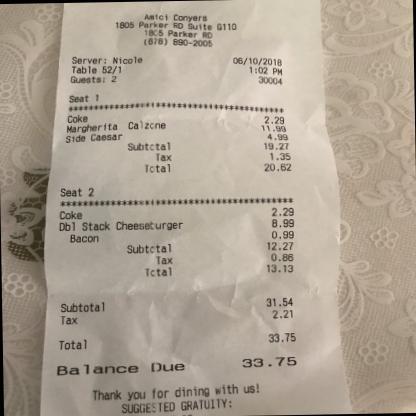 Amici Conyers
1805 Parker RD Suite G110
1805 Parker RD
(678) 890-2005
Server: Nicole 06/10/2018
Table 52/1 1:02 PM
Guests: 2 30004
Seat 1
Coke 2.29
Margherita Calzone 11.99
Side Caesar 4.99
Subtotal 19.27
Tax 1.35
Total 20.62
Seat 2
Coke 2.29
Dbl Stack Cheeseburger 8.99
Bacon 0.99
Subtotal 12.27
Tax 0.86
Total 13.13
Subtotal 31.54
Tax 2.21
Total 33.75
Balance Due 33.75
Thank you for dining with us!
SUGGESTED GRATUITY: